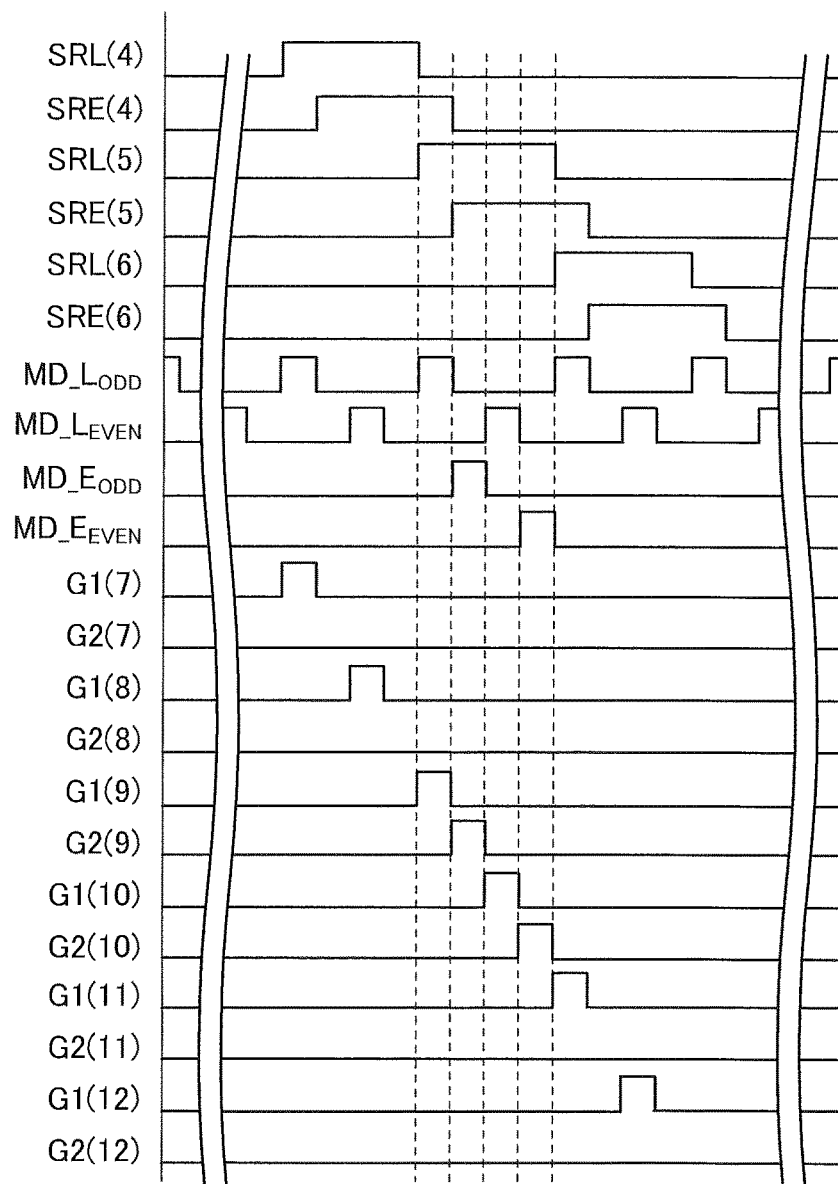 SRL(4)
SRE(4)
SRL(5)
SRE(5)
SRL(6)
SRE(6)
MD_LODD
MD_LEVEN
MD_EODD
MD_EEVEN
G1(7)
G2(7)
G1(8)
G2(8)
G1(9)
G2(9)
G1(10)
G2(10)
G1(11)
G2(11)
G1(12)
G2(12)